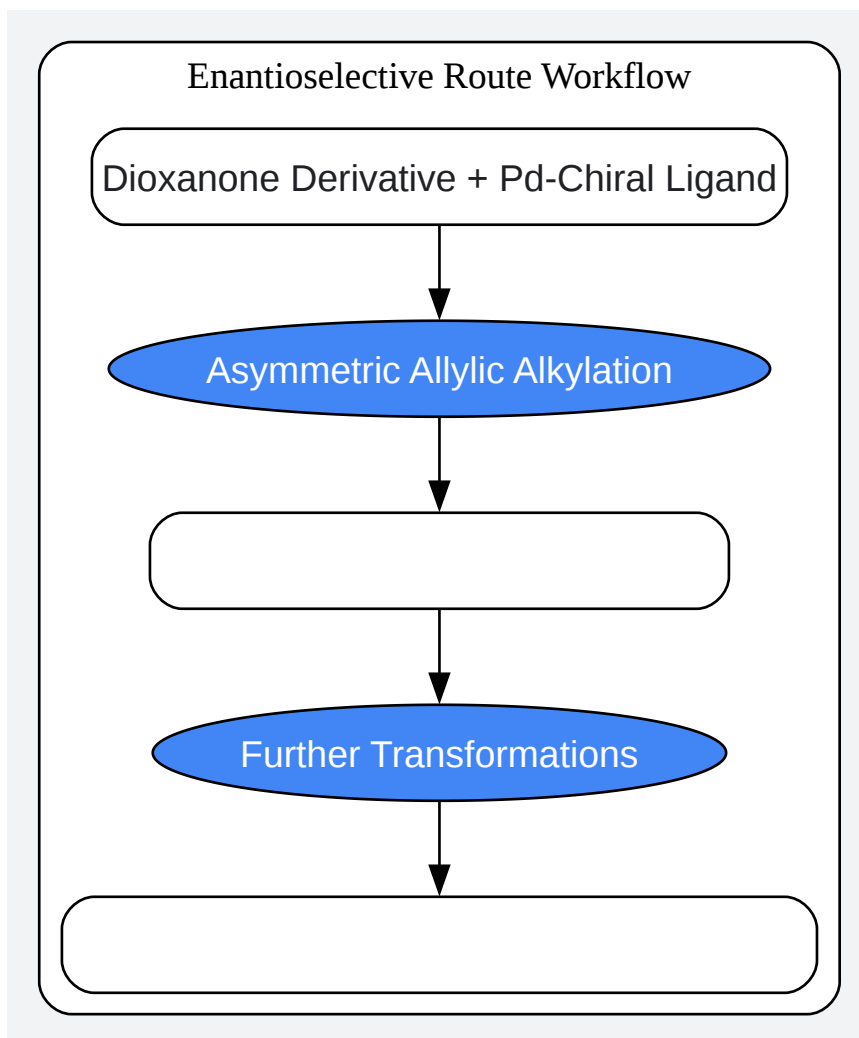 Enantioselective Route Workflow
Dioxanone Derivative + Pd-Chiral Ligand
Asymmetric Allylic Alkylation
Further Transformations